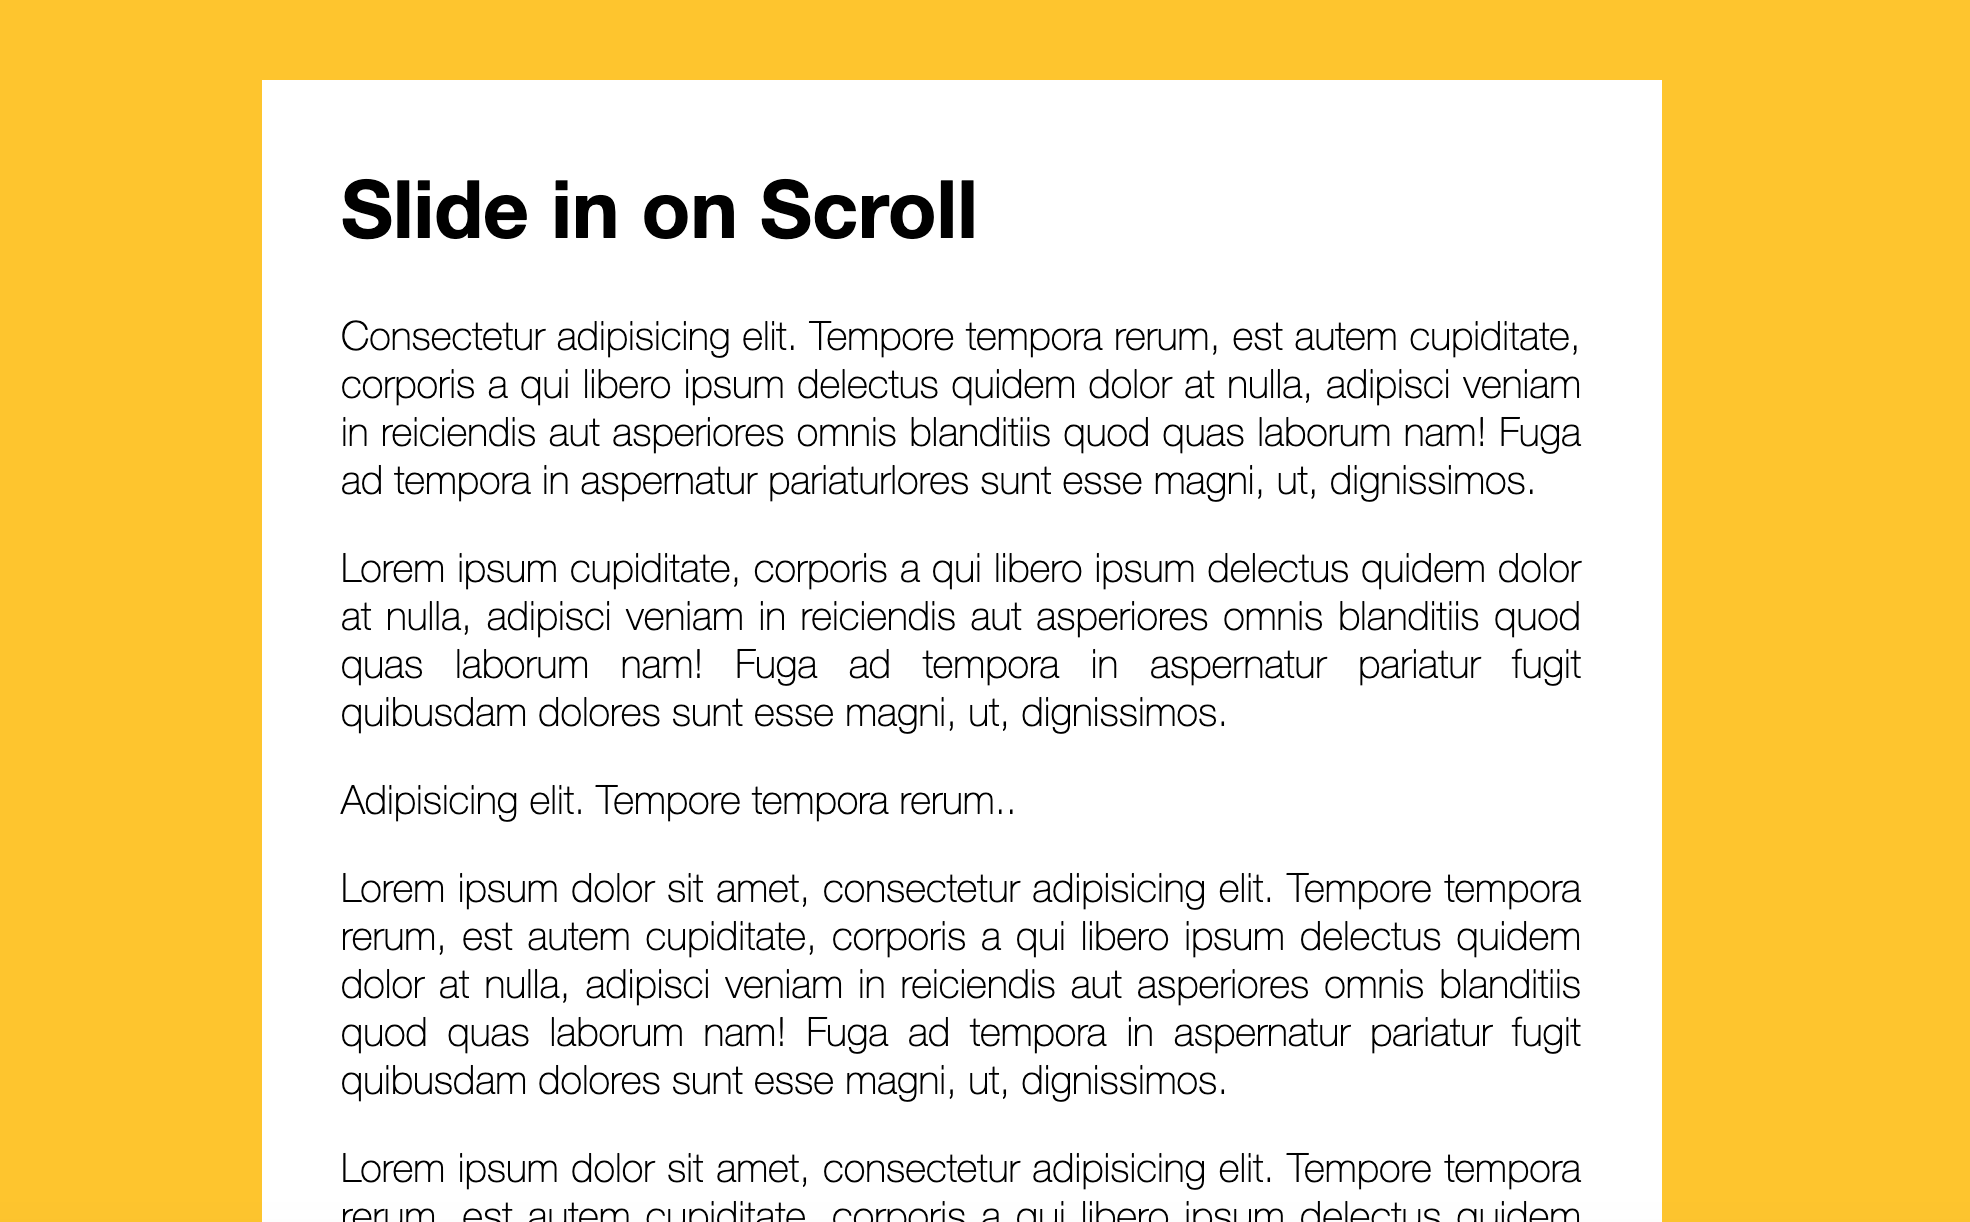 Slide in on Scroll
Consectetur adipisicing elit. Tempore tempora rerum, est autem cupiditate,
corporis a qui libero ipsum delectus quidem dolor at nulla, adipisci veniam
in reiciendis aut asperiores omnis blanditiis quod quas laborum nam! Fuga
ad tempora in aspernatur pariaturlores sunt esse magni, ut, dignissimos.
Lorem ipsum cupiditate, corporis a qui libero ipsum delectus quidem dolor
at nulla, adipisci veniam in reiciendis aut asperiores omnis blanditiis quod
quas laborum nam! Fuga ad tempora in aspernatur pariatur fugit
quibusdam dolores sunt esse magni, ut, dignissimos.
Adipisicing elit. Tempore tempora rerum..
Lorem ipsum dolor sit amet, consectetur adipisicing elit. Tempore tempora
rerum, est autem cupiditate, corporis a qui libero ipsum delectus quidem
dolor at nulla, adipisci veniam in reiciendis aut asperiores omnis blanditiis
quod quas laborum nam! Fuga ad tempora in aspernatur pariatur fugit
quibusdam dolores sunt esse magni, ut, dignissimos.
Lorem ipsum dolor sit amet, consectetur adipisicing elit. Tempore tempora
rerum, est autem cupiditate, corporis a qui libero ipsum delectus quidem